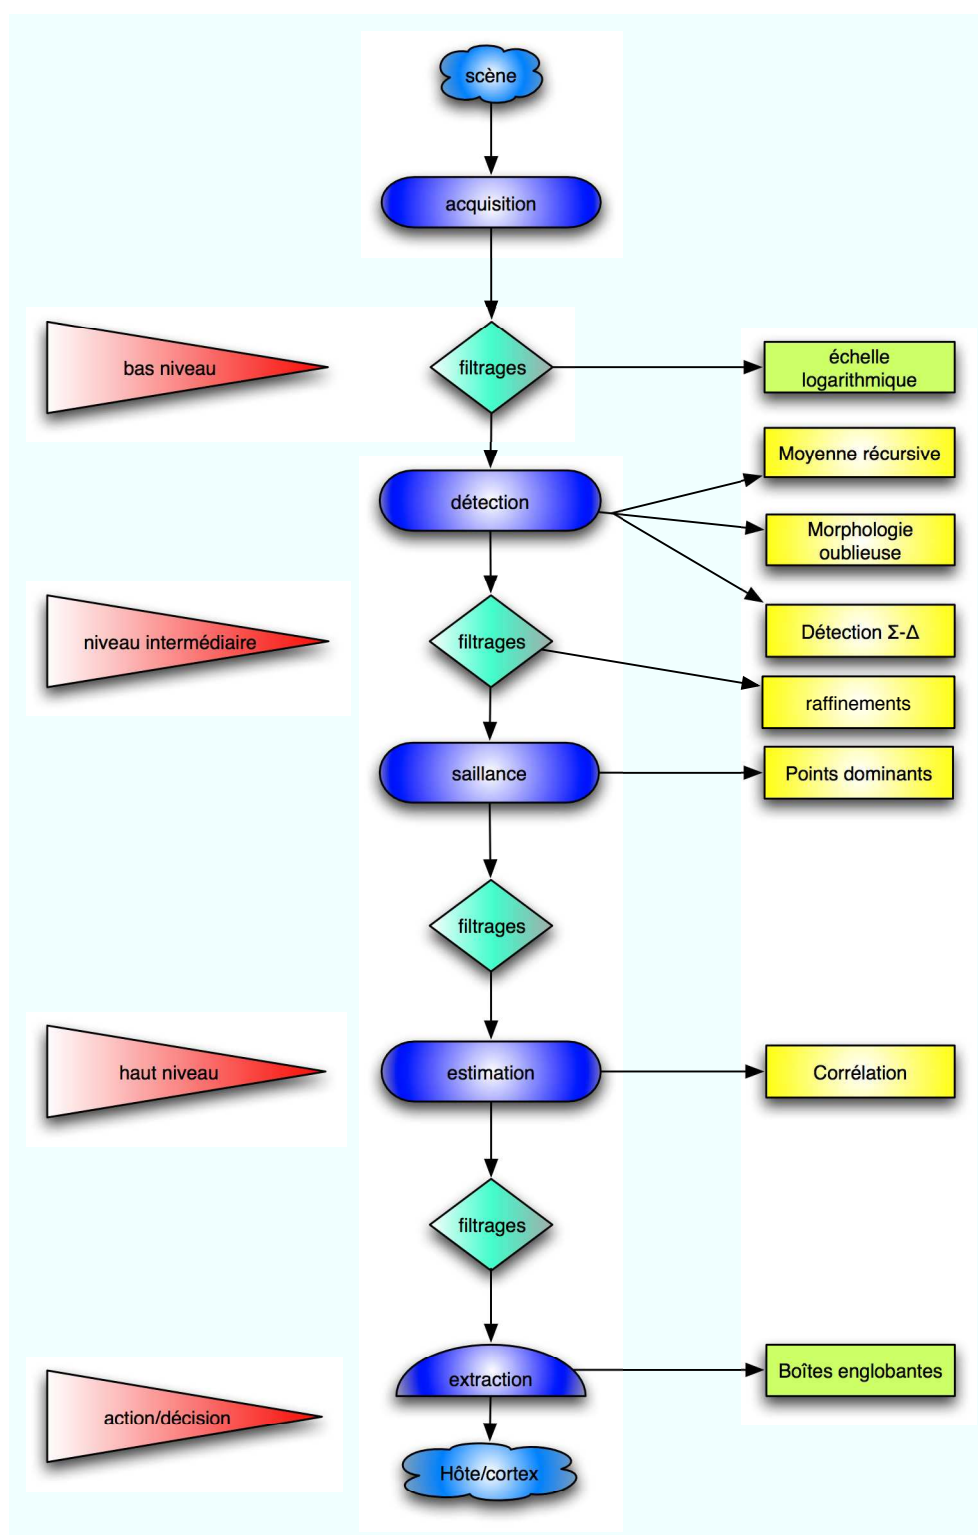 scène
acquisition
bas niveau
filtrages
échelle
logarithmique
Moyenne récursive
détection
Morphologie
oublieuse
Détection Σ-Δ
niveau intermédiaire
filtrages
raffinements
saillance
Points dominants
filtrages
haut niveau
estimation
Corrélation
filtrages
extraction
Boîtes englobantes
action/décision
Hôte/cortex